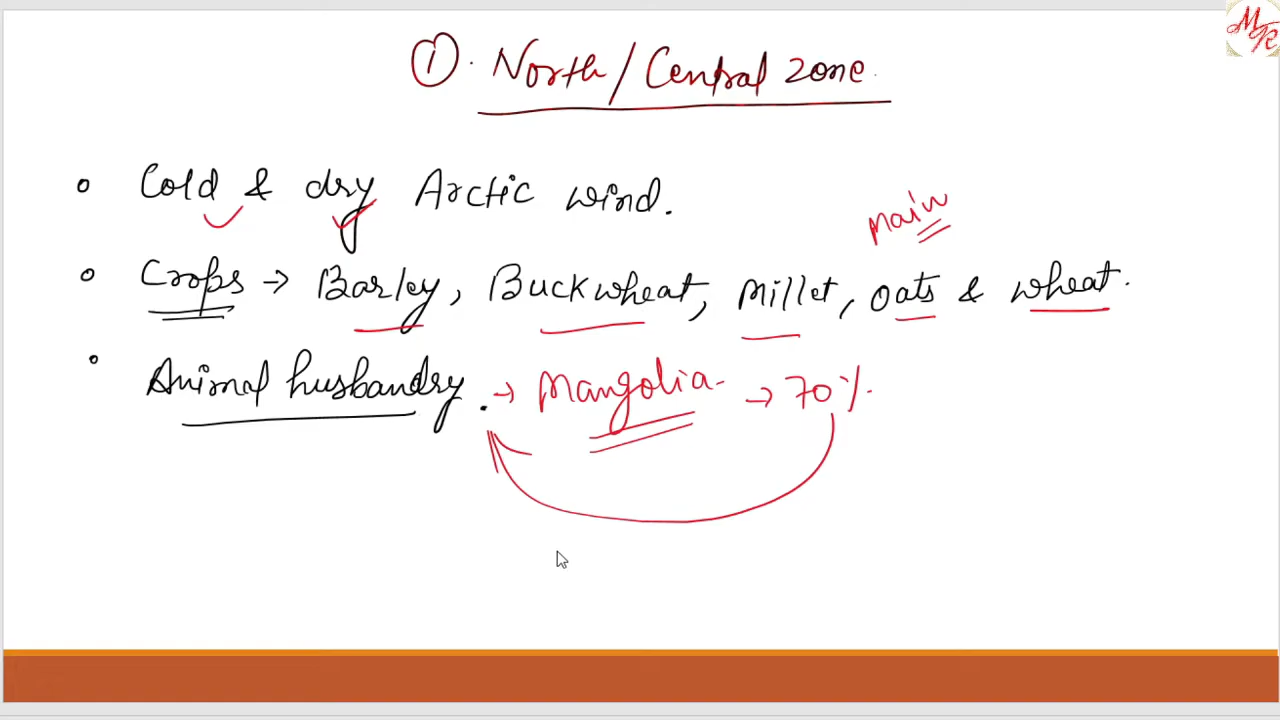 MR
① North/Central zone.
• Cold & dry Arctic wind.
main
• Crops → Barley, Buckwheat, Millet, Oats & wheat.
• Animal husbandry. → Mangolia → 70%